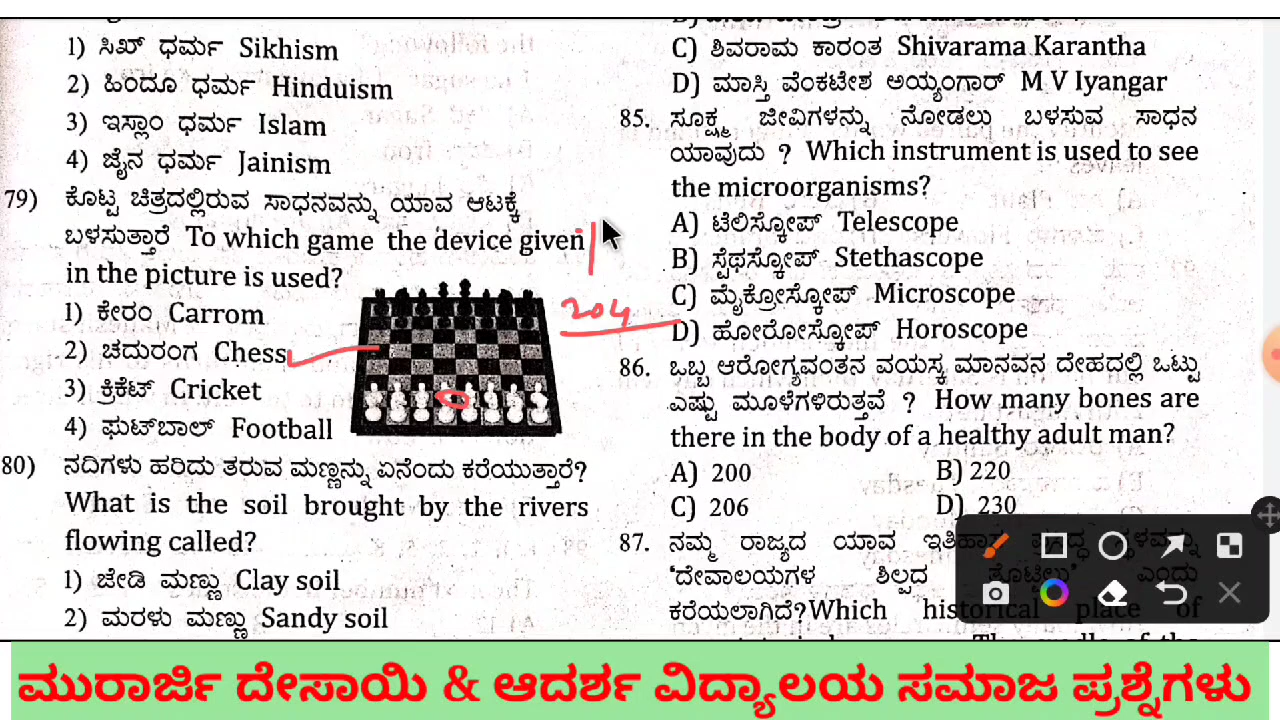 1) ಸಿಖ್ ಧರ್ಮ Sikhism
2) ಹಿಂದೂ ಧರ್ಮ Hinduism
3) ಇಸ್ಲಾಂ ಧರ್ಮ Islam
4) ಜೈನ ಧರ್ಮ Jainism
79) ಕೊಟ್ಟ ಚಿತ್ರದಲ್ಲಿರುವ ಸಾಧನವನ್ನು ಯಾವ ಆಟಕ್ಕೆ
ಬಳಸುತ್ತಾರೆ To which game the device given
in the picture is used?
1) ಕೇರಂ Carrom
2) ಚದುರಂಗ Chess
3) ಕ್ರಿಕೆಟ್ Cricket
4) ಫುಟ್‌ಬಾಲ್ Football
204
80) ನದಿಗಳು ಹರಿದು ತರುವ ಮಣ್ಣನ್ನು ಏನೆಂದು ಕರೆಯುತ್ತಾರೆ?
What is the soil brought by the rivers
flowing called?
1) ಜೇಡಿ ಮಣ್ಣು Clay soil
2) ಮರಳು ಮಣ್ಣು Sandy soil
C) ಶಿವರಾಮ ಕಾರಂತ Shivarama Karantha
D) ಮಾಸ್ತಿ ವೆಂಕಟೇಶ ಅಯ್ಯಂಗಾರ್ M V Iyangar
85. ಸೂಕ್ಷ್ಮ ಜೀವಿಗಳನ್ನು ನೋಡಲು ಬಳಸುವ ಸಾಧನ
ಯಾವುದು ? Which instrument is used to see
the microorganisms?
A) ಟೆಲಿಸ್ಕೋಪ್ Telescope
B) ಸ್ಟೆಥಸ್ಕೋಪ್ Stethascope
C) ಮೈಕ್ರೋಸ್ಕೋಪ್ Microscope
D) ಹೋರೋಸ್ಕೋಪ್ Horoscope
86. ಒಬ್ಬ ಆರೋಗ್ಯವಂತನ ವಯಸ್ಕ ಮಾನವನ ದೇಹದಲ್ಲಿ ಒಟ್ಟು
ಎಷ್ಟು ಮೂಳೆಗಳಿರುತ್ತವೆ ? How many bones are
there in the body of a healthy adult man?
A) 200 B) 220
C) 206 D) 230
87. ನಮ್ಮ ರಾಜ್ಯದ ಯಾವ
'ದೇವಾಲಯಗಳ ಶಿಲ್ಪದ ತೊಟ್ಟಿಲು' ಎಂದು
ಕರೆಯಲಾಗಿದೆ? Which historical place of
ಮುರಾರ್ಜಿ ದೇಸಾಯಿ & ಆದರ್ಶ ವಿದ್ಯಾಲಯ ಸಮಾಜ ಪ್ರಶ್ನೆಗಳು